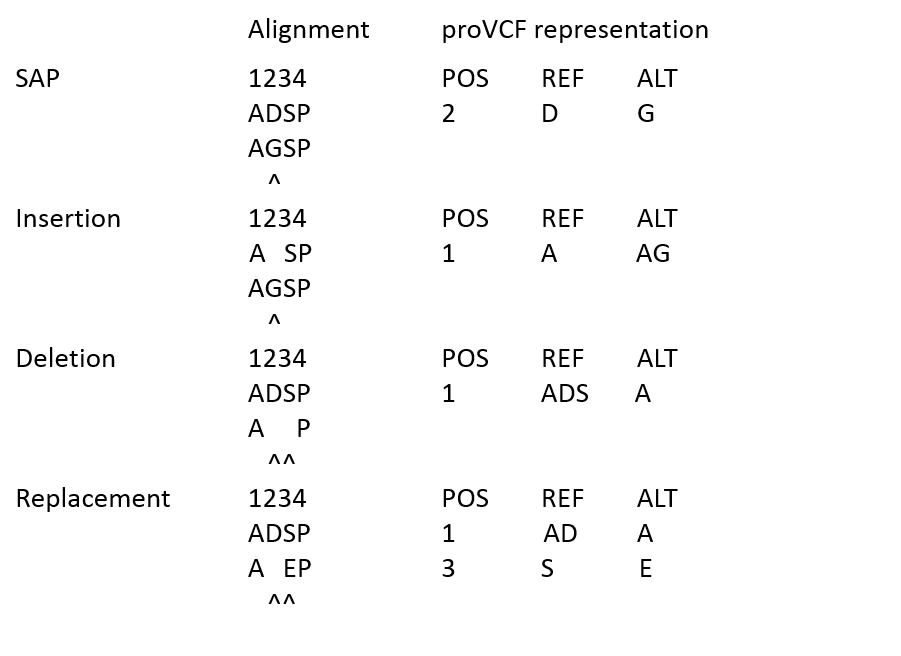 Alignment proVCF representation
SAP 1234 POS REF ALT
ADSP 2 D G
AGSP
^
Insertion 1234 POS REF ALT
A SP 1 A AG
AGSP
^
Deletion 1234 POS REF ALT
ADSP 1 ADS A
A P
^^
Replacement 1234 POS REF ALT
ADSP 1 AD A
A EP 3 S E
^^